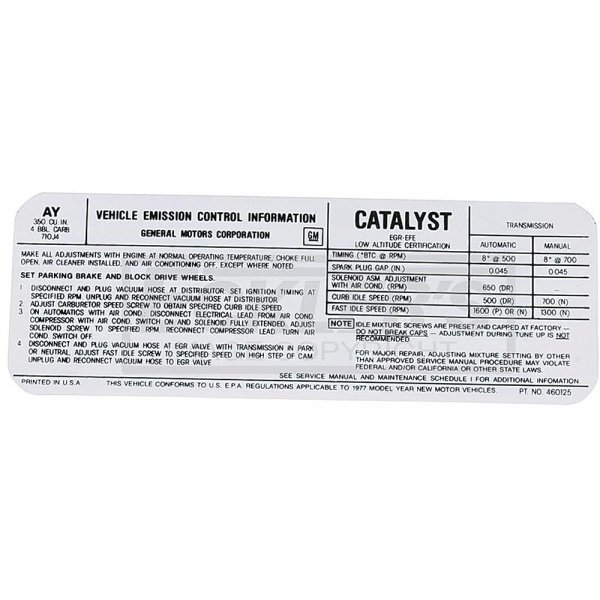 AY
350 CU. IN.
4 BBL. CARB
710J4
VEHICLE EMISSION CONTROL INFORMATION
GENERAL MOTORS CORPORATION
GM
MAKE ALL ADJUSTMENTS WITH ENGINE AT NORMAL OPERATING TEMPERATURE, CHOKE FULL
OPEN, AIR CLEANER INSTALLED, AND AIR CONDITIONING OFF, EXCEPT WHERE NOTED.
SET PARKING BRAKE AND BLOCK DRIVE WHEELS.
1 DISCONNECT AND PLUG VACUUM HOSE AT DISTRIBUTOR SET IGNITION TIMING AT
SPECIFIED RPM UNPLUG AND RECONNECT VACUUM HOSE AT DISTRIBUTOR
2 ADJUST CARBURETOR SPEED SCREW TO OBTAIN SPECIFIED CURB IDLE SPEED.
3 ON AUTOMATICS WITH AIR COND. DISCONNECT ELECTRICAL LEAD FROM AIR COND
COMPRESSOR WITH AIR COND. SWITCH ON AND SOLENOID FULLY EXTENDED, ADJUST
SOLENOID SCREW TO SPECIFIED RPM. RECONNECT COMPRESSOR LEAD, TURN AIR
COND. SWITCH OFF
4 DISCONNECT AND PLUG VACUUM HOSE AT EGR VALVE, WITH TRANSMISSION IN PARK
OR NEUTRAL, ADJUST FAST IDLE SCREW TO SPECIFIED SPEED ON HIGH STEP OF CAM
UNPLUG AND RECONNECT HOSE TO EGR VALVE.
CATALYST
EGR-EFE
LOW ALTITUDE CERTIFICATION
TRANSMISSION
AUTOMATIC MANUAL
TIMING (°BTC @ RPM) 8° @ 500 8° @ 700
SPARK PLUG GAP (IN.) 0.045 0.045
SOLENOID ASM. ADJUSTMENT
WITH AIR COND. (RPM) 650 (DR)
CURB IDLE SPEED (RPM) 500 (DR) 700 (N)
FAST IDLE SPEED (RPM) 1600 (P) OR (N) 1300 (N)
NOTE IDLE MIXTURE SCREWS ARE PRESET AND CAPPED AT FACTORY —
DO NOT BREAK CAPS — ADJUSTMENT DURING TUNE UP IS NOT
RECOMMENDED.
FOR MAJOR REPAIR, ADJUSTING MIXTURE SETTING BY OTHER
THAN APPROVED SERVICE MANUAL PROCEDURE MAY VIOLATE
FEDERAL AND/OR CALIFORNIA OR OTHER STATE LAWS
SEE SERVICE MANUAL AND MAINTENANCE SCHEDULE I FOR ADDITIONAL INFOMATION.
PRINTED IN U.S.A THIS VEHICLE CONFORMS TO U.S. E.P.A. REGULATIONS APPLICABLE TO 1977 MODEL YEAR NEW MOTOR VEHICLES. PT. NO. 460125